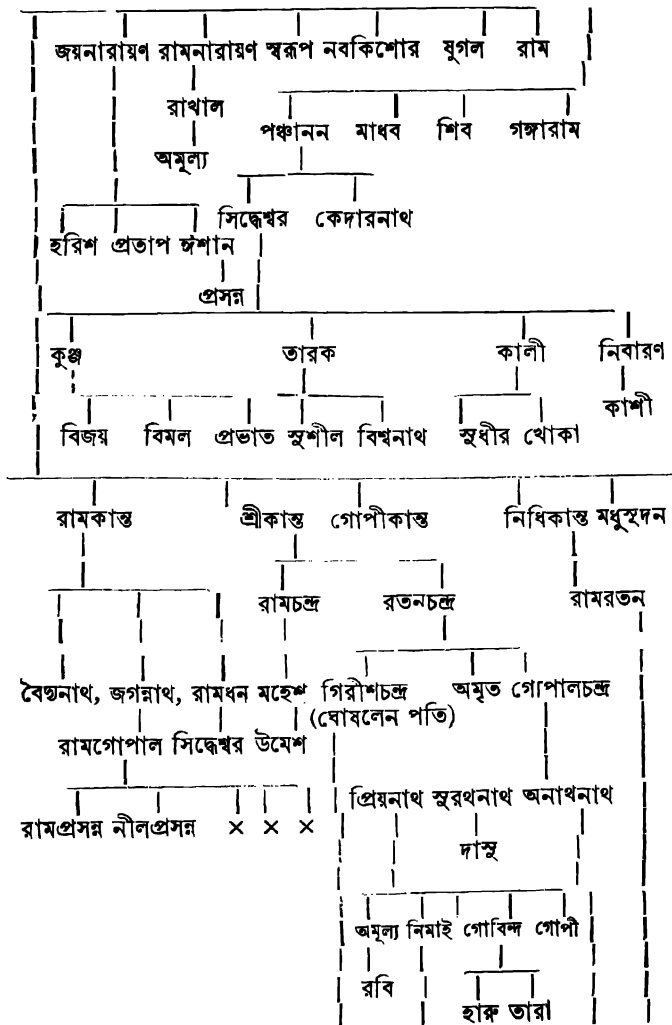 জয়নারায়ণ রামনারায়ণ স্বরূপ নবকিশোর যুগল রাম
রাখাল
পঞ্চানন মাধব শিব গঙ্গারাম
অমূল্য
সিদ্ধেশ্বর কেদারনাথ
হরিশ প্রতাপ ঈশান
প্রসন্ন
কুঞ্জ তারক কালী নিবারণ
কাশী
বিজয় বিমল প্রভাত সুশীল বিশ্বনাথ সুধীর খোকা
রামকান্ত শ্রীকান্ত গোপীকান্ত নিধিকান্ত মধুসূদন
রামচন্দ্র রতনচন্দ্র রামরতন
বৈদ্যনাথ, জগন্নাথ, রামধন মহেশ গিরীশচন্দ্র অমৃত গোপালচন্দ্র
(ঘোষলেন পতি)
রামগোপাল সিদ্ধেশ্বর উমেশ
প্রিয়নাথ সুরথনাথ অনাথনাথ
রামপ্রসন্ন নীলপ্রসন্ন × × ×
দাসু
অমূল্য নিমাই গোবিন্দ গোপী
রবি
হারু তারা